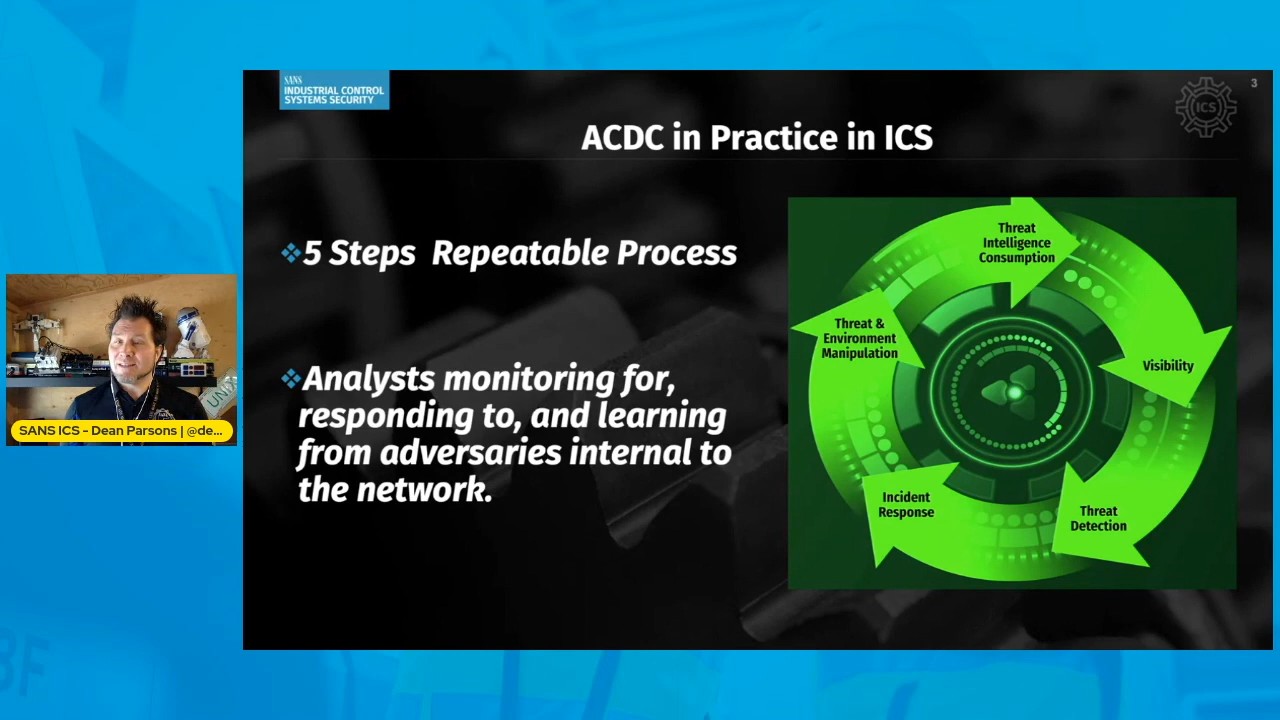 SANS
INDUSTRIAL CONTROL
SYSTEMS SECURITY
ICS
3
ACDC in Practice in ICS
5 Steps Repeatable Process
Analysts monitoring for,
responding to, and learning
from adversaries internal to
the network.
Threat
Intelligence
Consumption
Visibility
Threat
Detection
Incident
Response
Threat &
Environment
Manipulation
SANS ICS - Dean Parsons | @de...